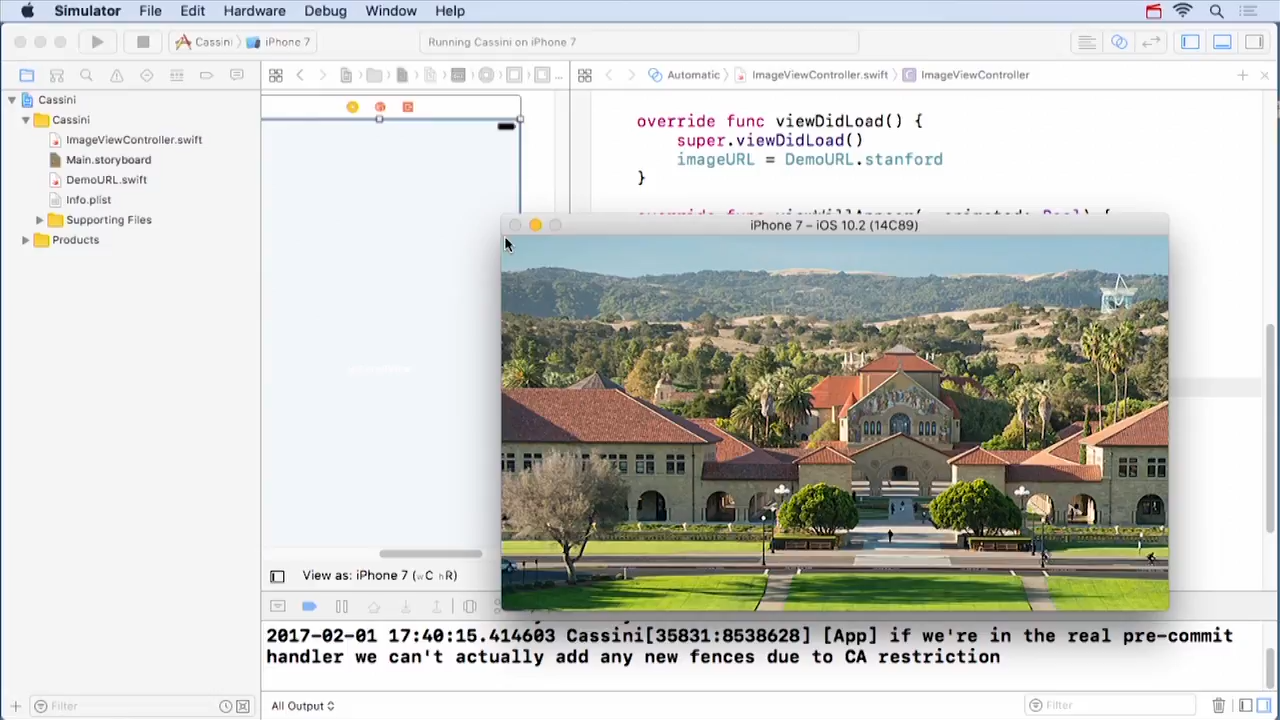 Simulator File Edit Hardware Debug Window Help
Cassini iPhone 7
Running Cassini on iPhone 7
Automatic ImageViewController.swift ImageViewController
Cassini
Cassini
ImageViewController.swift
Main.storyboard
DemoURL.swift
Info.plist
Supporting Files
Products
override func viewDidLoad() {
super.viewDidLoad()
imageURL = DemoURL.stanford
}
iPhone 7 – iOS 10.2 (14C89)
View as: iPhone 7 (wC hR)
2017-02-01 17:40:15.414603 Cassini[35831:8538628] [App] if we're in the real pre-commit
handler we can't actually add any new fences due to CA restriction
Filter
All Output
Filter